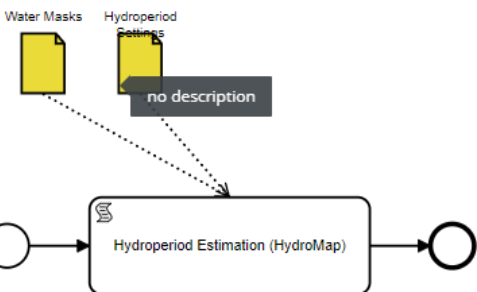 Water Masks
Hydroperiod
Settings
no description
Hydroperiod Estimation (HydroMap)